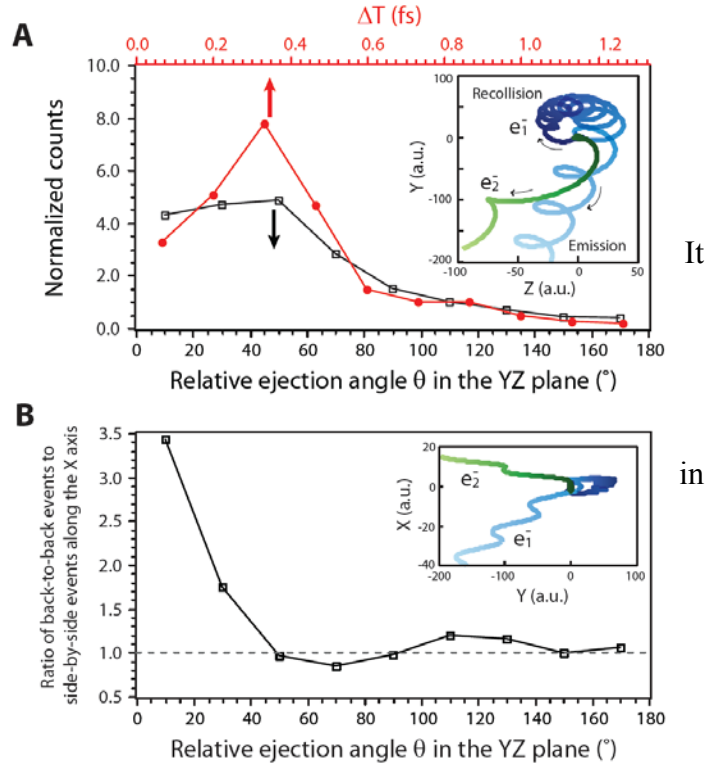 ΔT (fs)
A
0.0 0.2 0.4 0.6 0.8 1.0 1.2
Normalized counts
10.0
8.0
6.0
4.0
2.0
0.0
Recollision
e₁⁻
e₂⁻
Emission
Y (a.u.)
100
0
-100
-200
-100 -50 0 50
Z (a.u.)
It
0 20 40 60 80 100 120 140 160 180
Relative ejection angle θ in the YZ plane (°)
B
Ratio of back-to-back events to
side-by-side events along the X axis
3.5
3.0
2.5
2.0
1.5
1.0
0.5
X (a.u.)
20
0
-20
-40
e₂⁻
e₁⁻
-200 -100 0 100
Y (a.u.)
in
0 20 40 60 80 100 120 140 160 180
Relative ejection angle θ in the YZ plane (°)